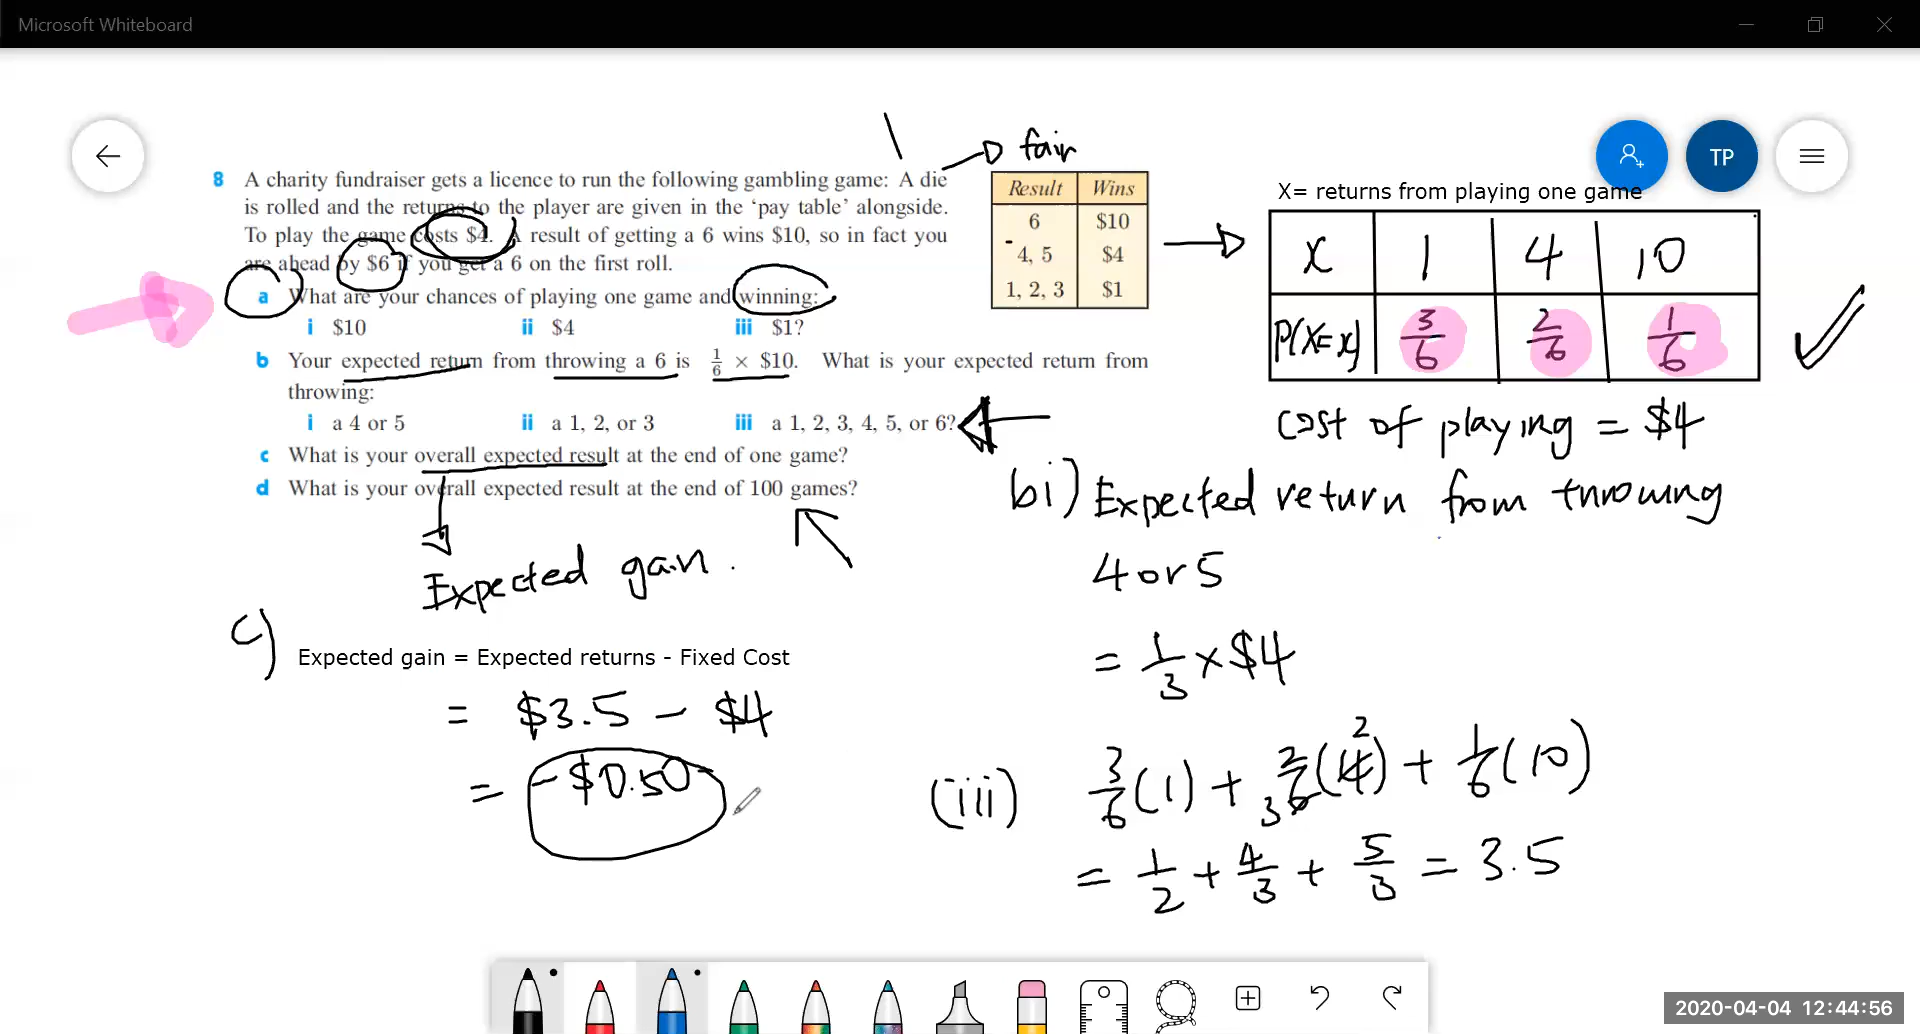 Microsoft Whiteboard
TP
8 A charity fundraiser gets a licence to run the following gambling game: A die
is rolled and the returns to the player are given in the ‘pay table’ alongside.
To play the game costs $4. A result of getting a 6 wins $10, so in fact you
are ahead by $6 if you get a 6 on the first roll.
a What are your chances of playing one game and winning:
i $10 ii $4 iii $1?
b Your expected return from throwing a 6 is 1/6 × $10. What is your expected return from
throwing:
i a 4 or 5 ii a 1, 2, or 3 iii a 1, 2, 3, 4, 5, or 6?
c What is your overall expected result at the end of one game?
d What is your overall expected result at the end of 100 games?
fair
Result Wins
6 $10
4, 5 $4
1, 2, 3 $1
X= returns from playing one game
x 1 4 10
P(X=x) 3/6 2/6 1/6
cost of playing = $4
bi) Expected return from throwing
4 or 5
= 1/3 x $4
(iii) 3/6 (1) + 2/6 3 (4) 2 + 1/6 (10)
= 1/2 + 4/3 + 5/3 = 3.5
Expected gain.
c) Expected gain = Expected returns - Fixed Cost
= $3.5 - $4
= -$0.50
2020-04-04 12:44:56